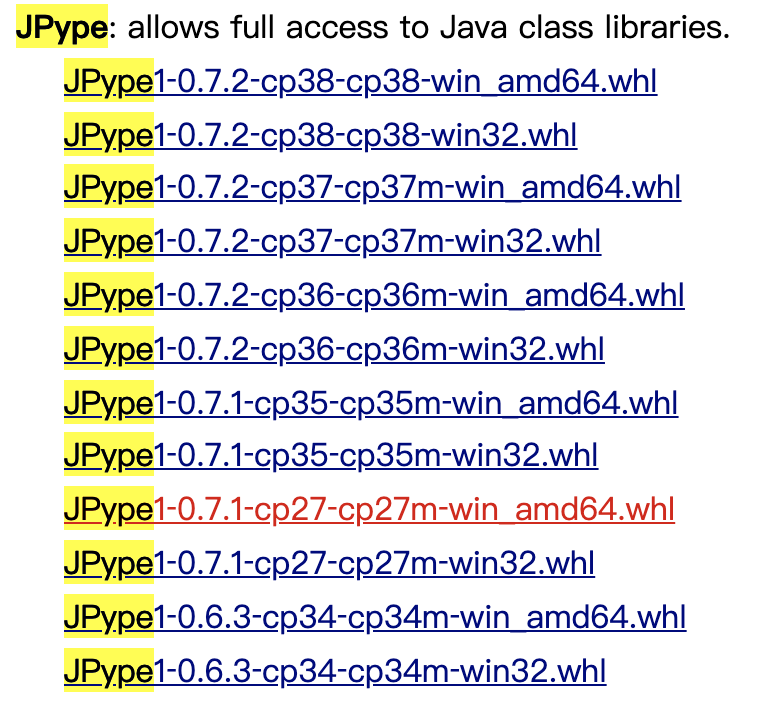 JPype: allows full access to Java class libraries.
JPype1-0.7.2-cp38-cp38-win_amd64.whl
JPype1-0.7.2-cp38-cp38-win32.whl
JPype1-0.7.2-cp37-cp37m-win_amd64.whl
JPype1-0.7.2-cp37-cp37m-win32.whl
JPype1-0.7.2-cp36-cp36m-win_amd64.whl
JPype1-0.7.2-cp36-cp36m-win32.whl
JPype1-0.7.1-cp35-cp35m-win_amd64.whl
JPype1-0.7.1-cp35-cp35m-win32.whl
JPype1-0.7.1-cp27-cp27m-win_amd64.whl
JPype1-0.7.1-cp27-cp27m-win32.whl
JPype1-0.6.3-cp34-cp34m-win_amd64.whl
JPype1-0.6.3-cp34-cp34m-win32.whl